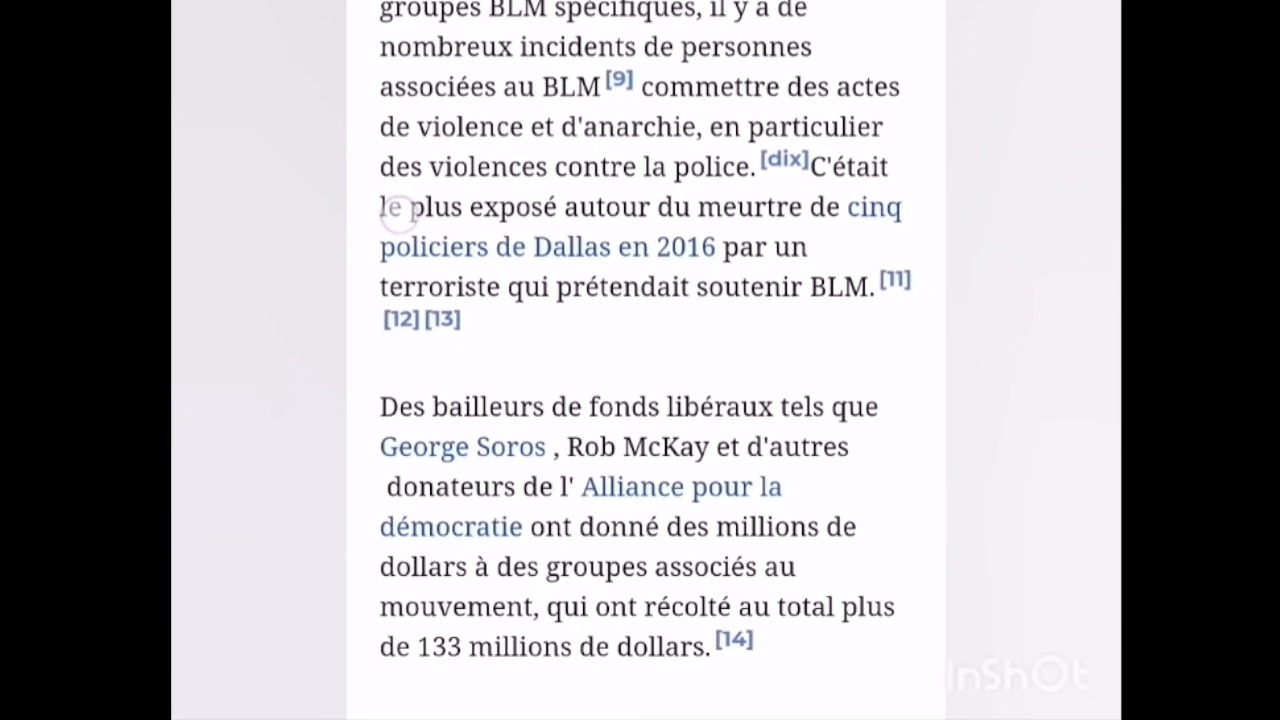 groupes BLM spécifiques, il y a de
nombreux incidents de personnes
associées au BLM [9] commettre des actes
de violence et d'anarchie, en particulier
des violences contre la police. [dix]C'était
le plus exposé autour du meurtre de cinq
policiers de Dallas en 2016 par un
terroriste qui prétendait soutenir BLM. [11]
[12] [13]
Des bailleurs de fonds libéraux tels que
George Soros , Rob McKay et d'autres
donateurs de l' Alliance pour la
démocratie ont donné des millions de
dollars à des groupes associés au
mouvement, qui ont récolté au total plus
de 133 millions de dollars. [14]
InShOt